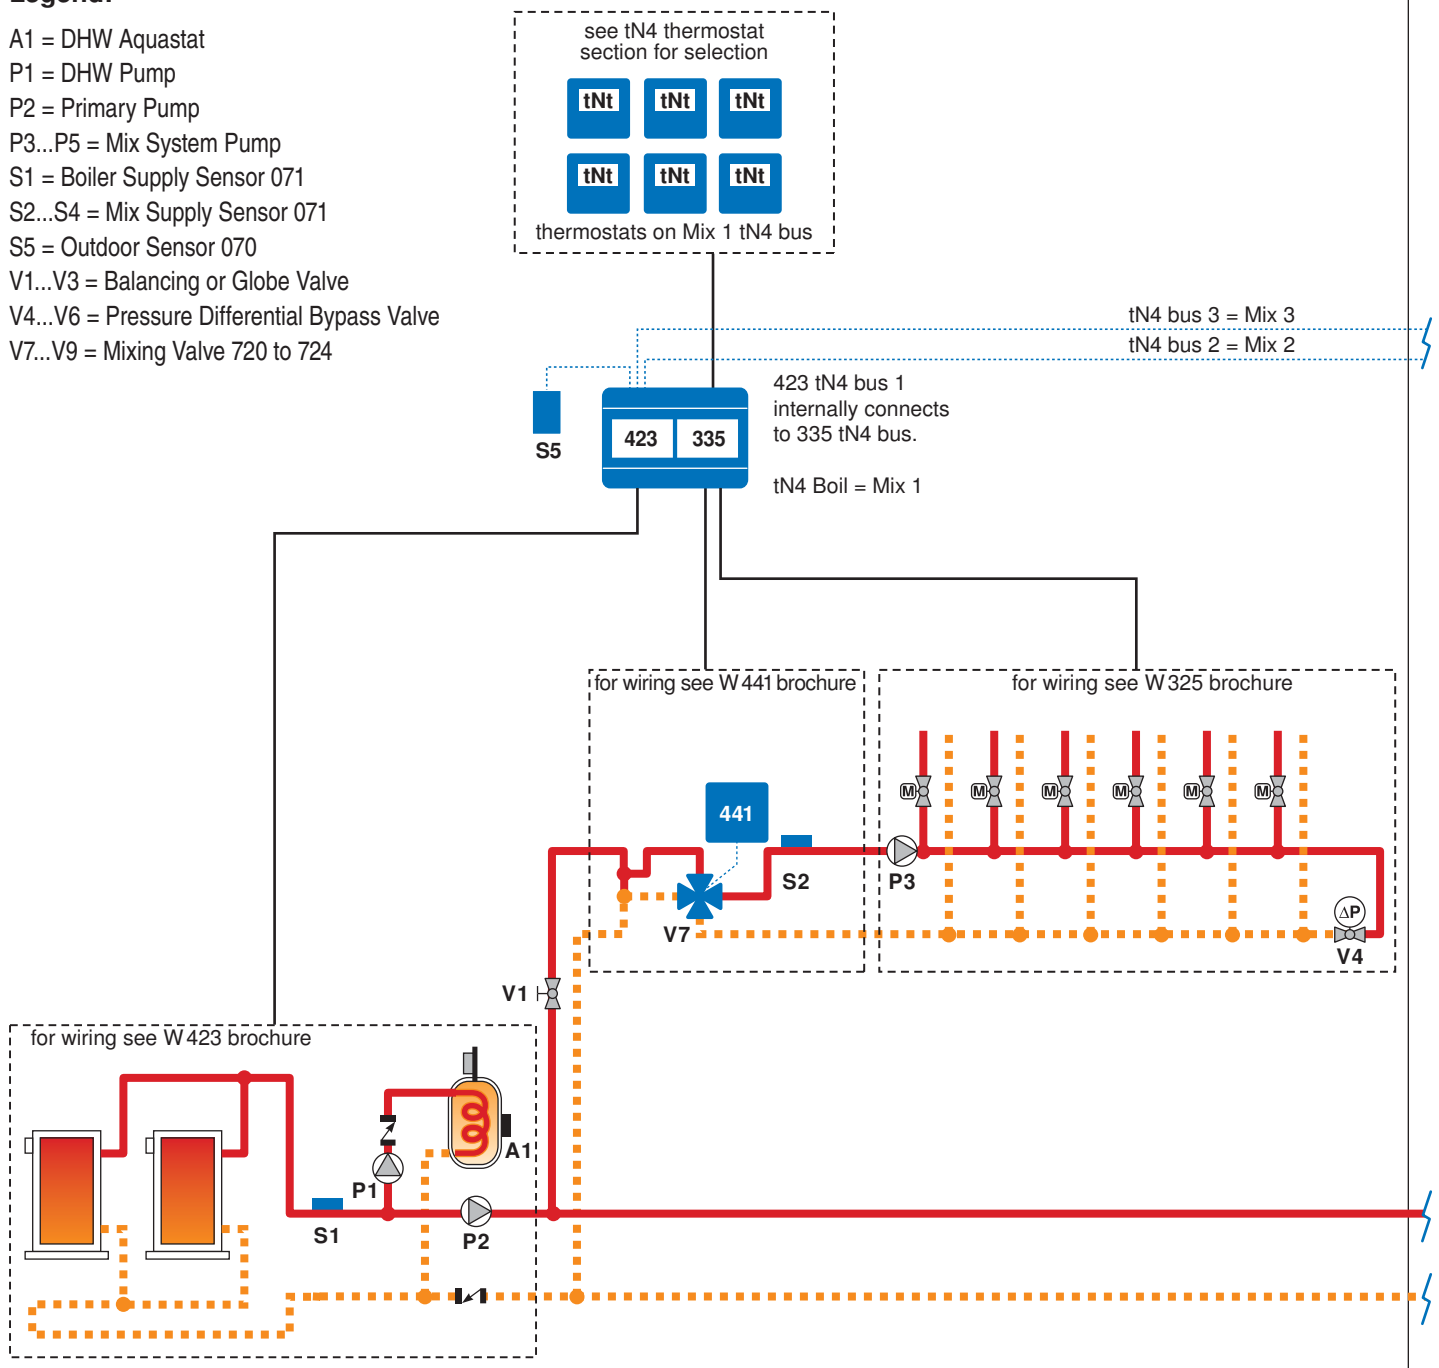 Legend:
A1 = DHW Aquastat
P1 = DHW Pump
P2 = Primary Pump
P3...P5 = Mix System Pump
S1 = Boiler Supply Sensor 071
S2...S4 = Mix Supply Sensor 071
S5 = Outdoor Sensor 070
V1...V3 = Balancing or Globe Valve
V4...V6 = Pressure Differential Bypass Valve
V7...V9 = Mixing Valve 720 to 724
see tN4 thermostat
section for selection
tNt tNt tNt
tNt tNt tNt
thermostats on Mix 1 tN4 bus
tN4 bus 3 = Mix 3
tN4 bus 2 = Mix 2
S5
423 335
423 tN4 bus 1
internally connects
to 335 tN4 bus.
tN4 Boil = Mix 1
for wiring see W 441 brochure
for wiring see W 325 brochure
M M M M M M
441
S2
P3
V7
ΔP
V4
V1
for wiring see W 423 brochure
A1
P1
S1
P2